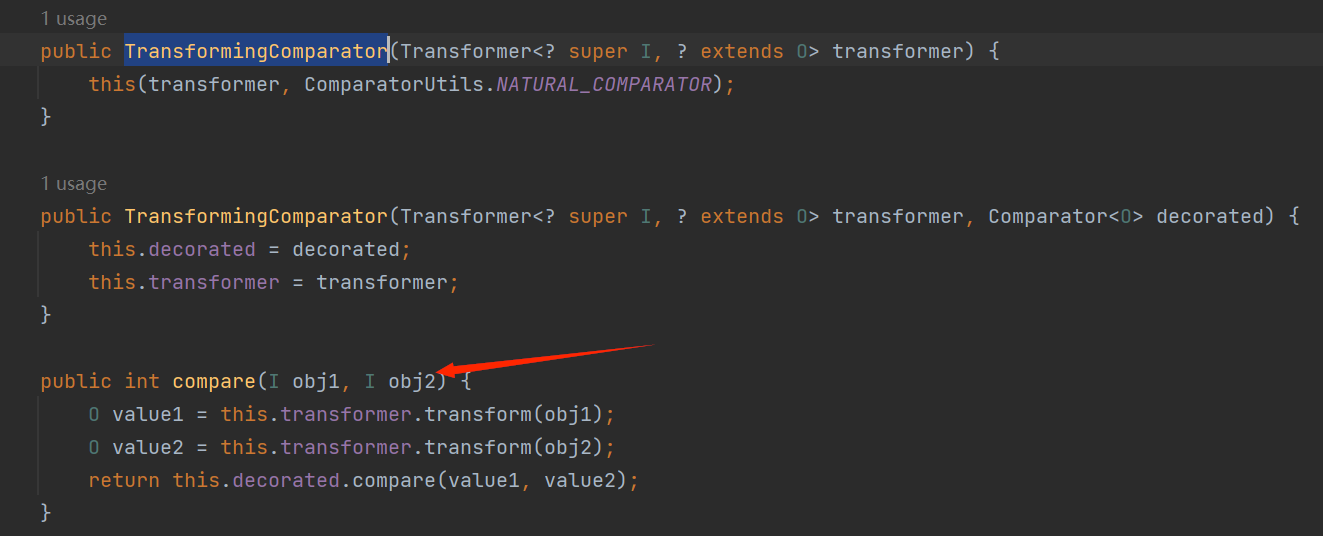 1 usage
public TransformingComparator(Transformer<? super I, ? extends O> transformer) {
this(transformer, ComparatorUtils.NATURAL_COMPARATOR);
}
1 usage
public TransformingComparator(Transformer<? super I, ? extends O> transformer, Comparator<O> decorated) {
this.decorated = decorated;
this.transformer = transformer;
}
public int compare(I obj1, I obj2) {
O value1 = this.transformer.transform(obj1);
O value2 = this.transformer.transform(obj2);
return this.decorated.compare(value1, value2);
}